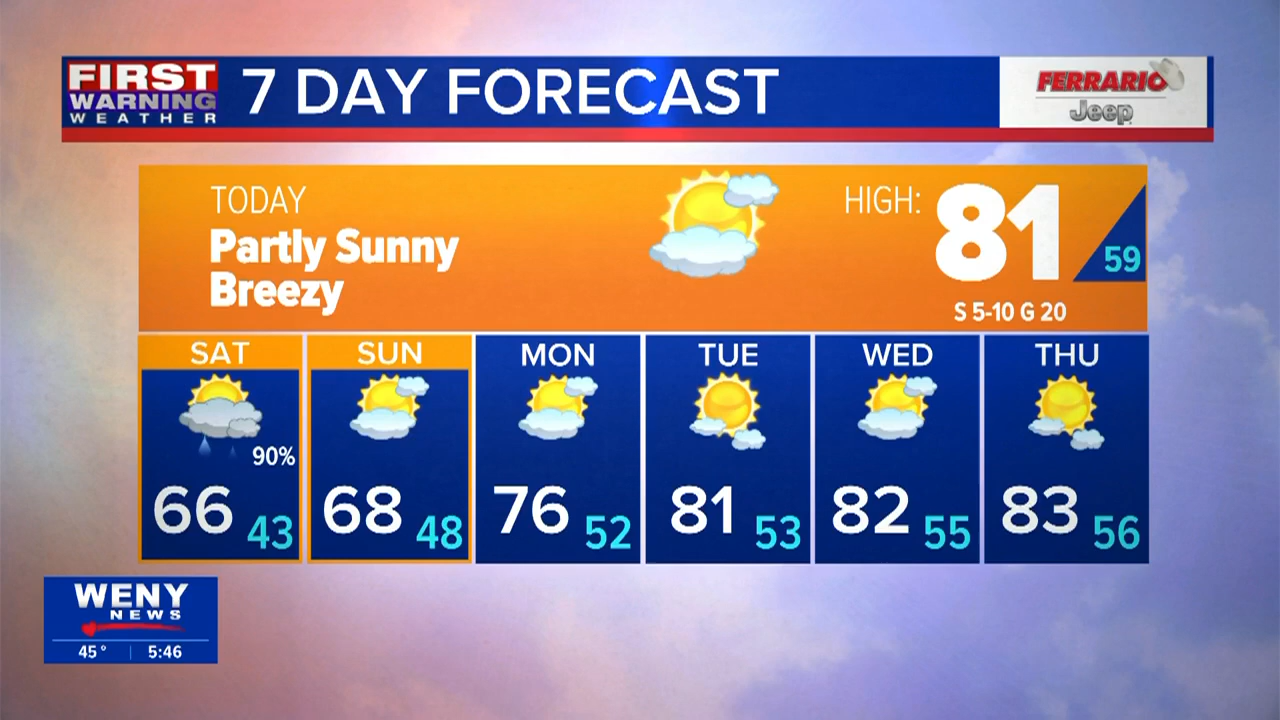 FIRST
WARNING
WEATHER
7 DAY FORECAST
FERRARIO
Jeep
TODAY
Partly Sunny
Breezy
HIGH:
81
59
S 5-10 G 20
SAT
SUN
MON
TUE
WED
THU
90%
66 43
68 48
76 52
81 53
82 55
83 56
WENY
NEWS
45° 5:46